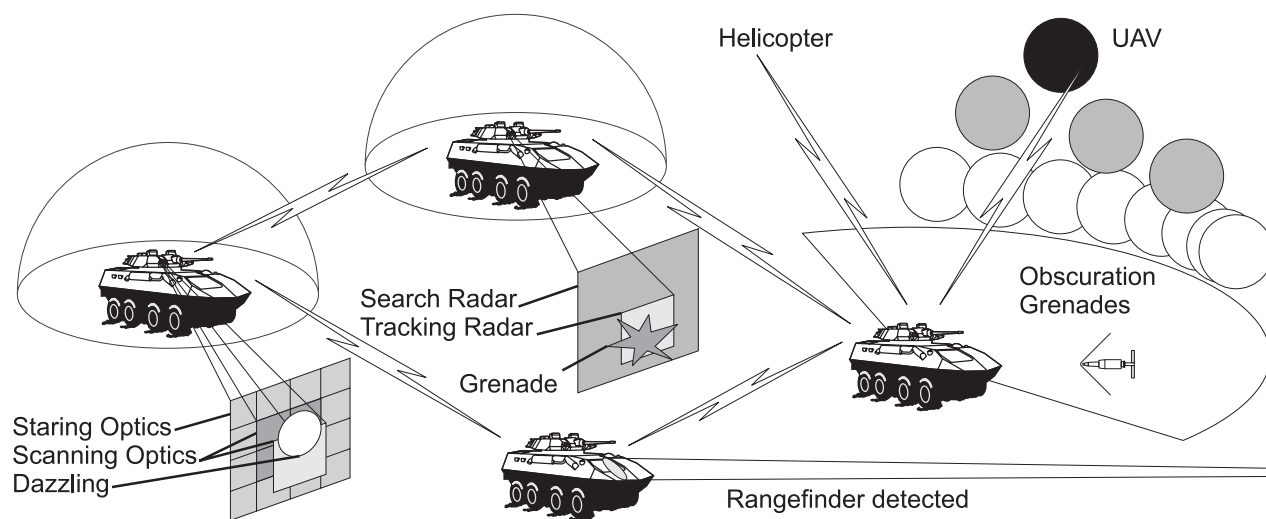 Helicopter
UAV
Obscuration
Grenades
Search Radar
Tracking Radar
Grenade
Staring Optics
Scanning Optics
Dazzling
Rangefinder detected